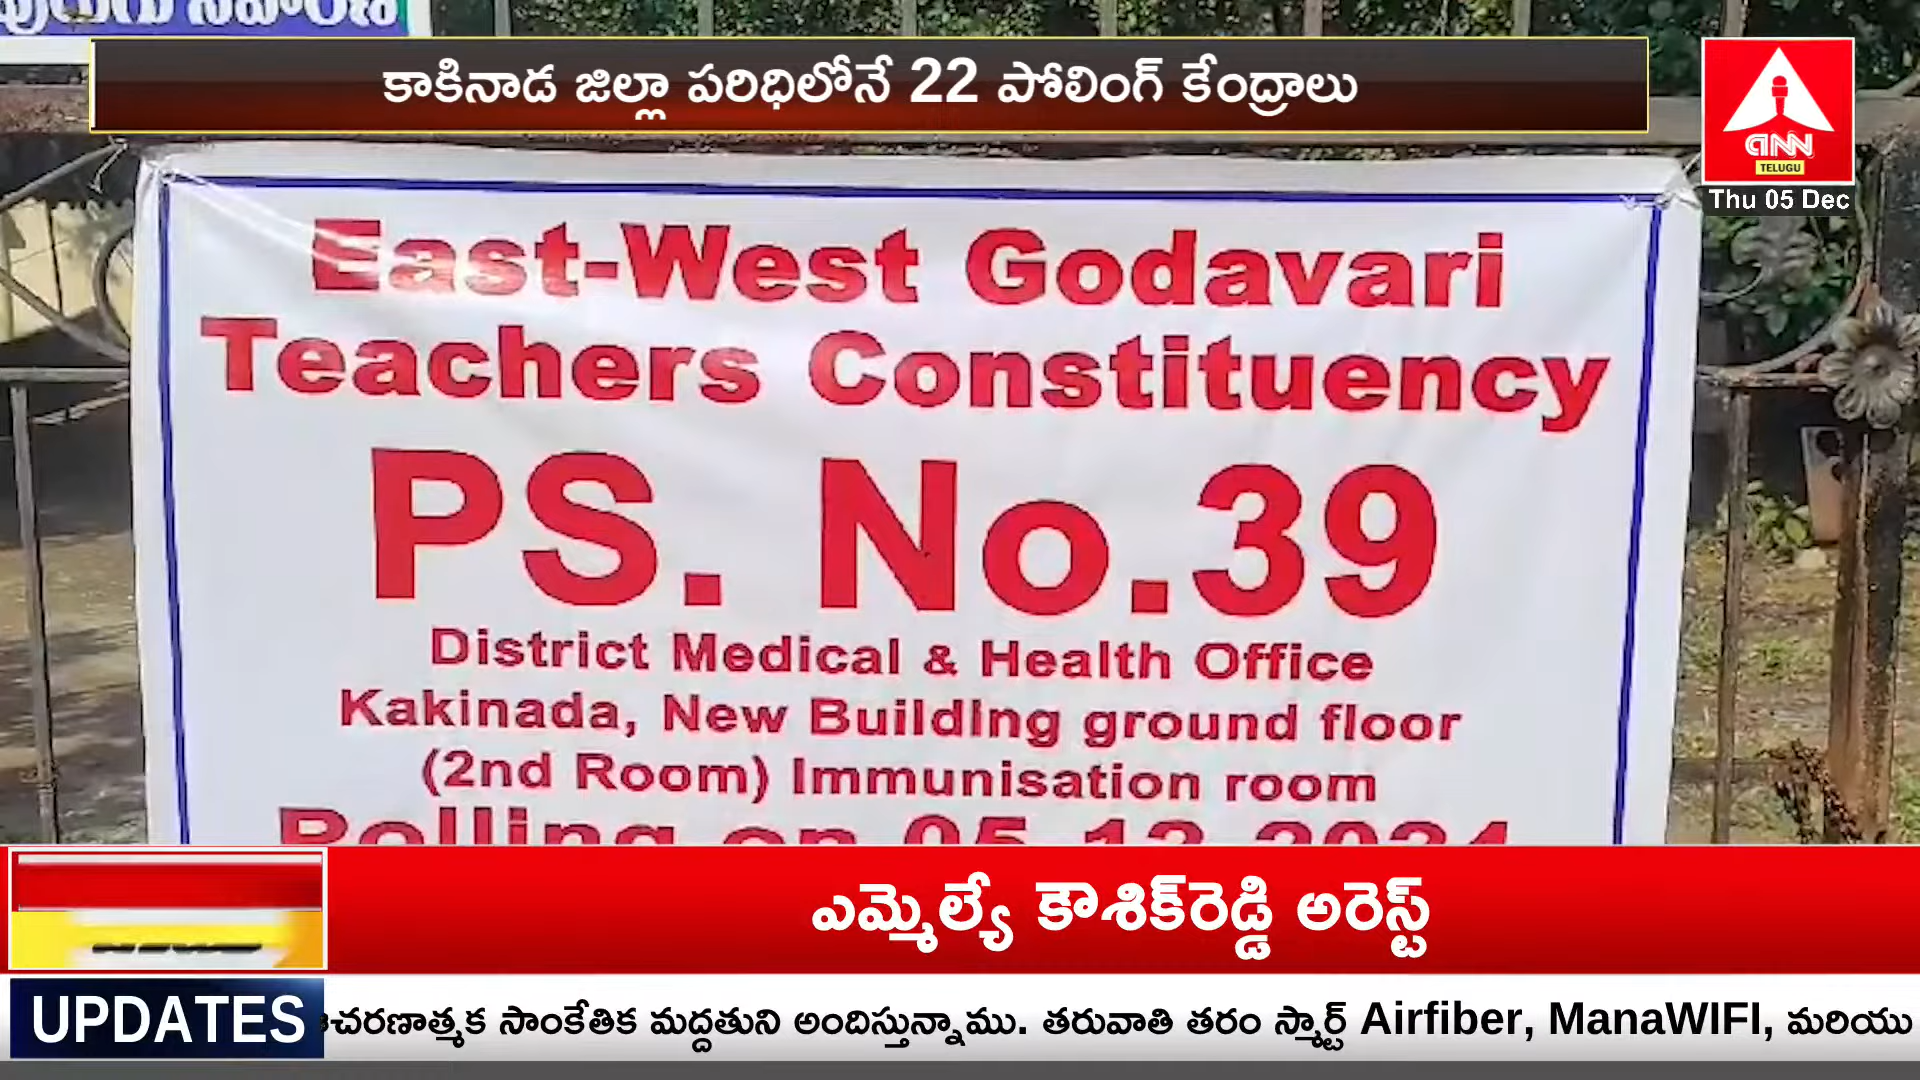 కాకినాడ జిల్లా పరిధిలోనే 22 పోలింగ్ కేంద్రాలు
ANN
TELUGU
Thu 05 Dec
East-West Godavari
Teachers Constituency
PS. No.39
District Medical & Health Office
Kakinada, New Building ground floor
(2nd Room) Immunisation room
Polling on 05-12-2024
ఎమ్మెల్యే కౌశిక్‌రెడ్డి అరెస్ట్
UPDATES
సాంకేతిక మద్దతుని అందిస్తున్నాము. తరువాతి తరం స్మార్ట్ Airfiber, ManaWIFI, మరియు